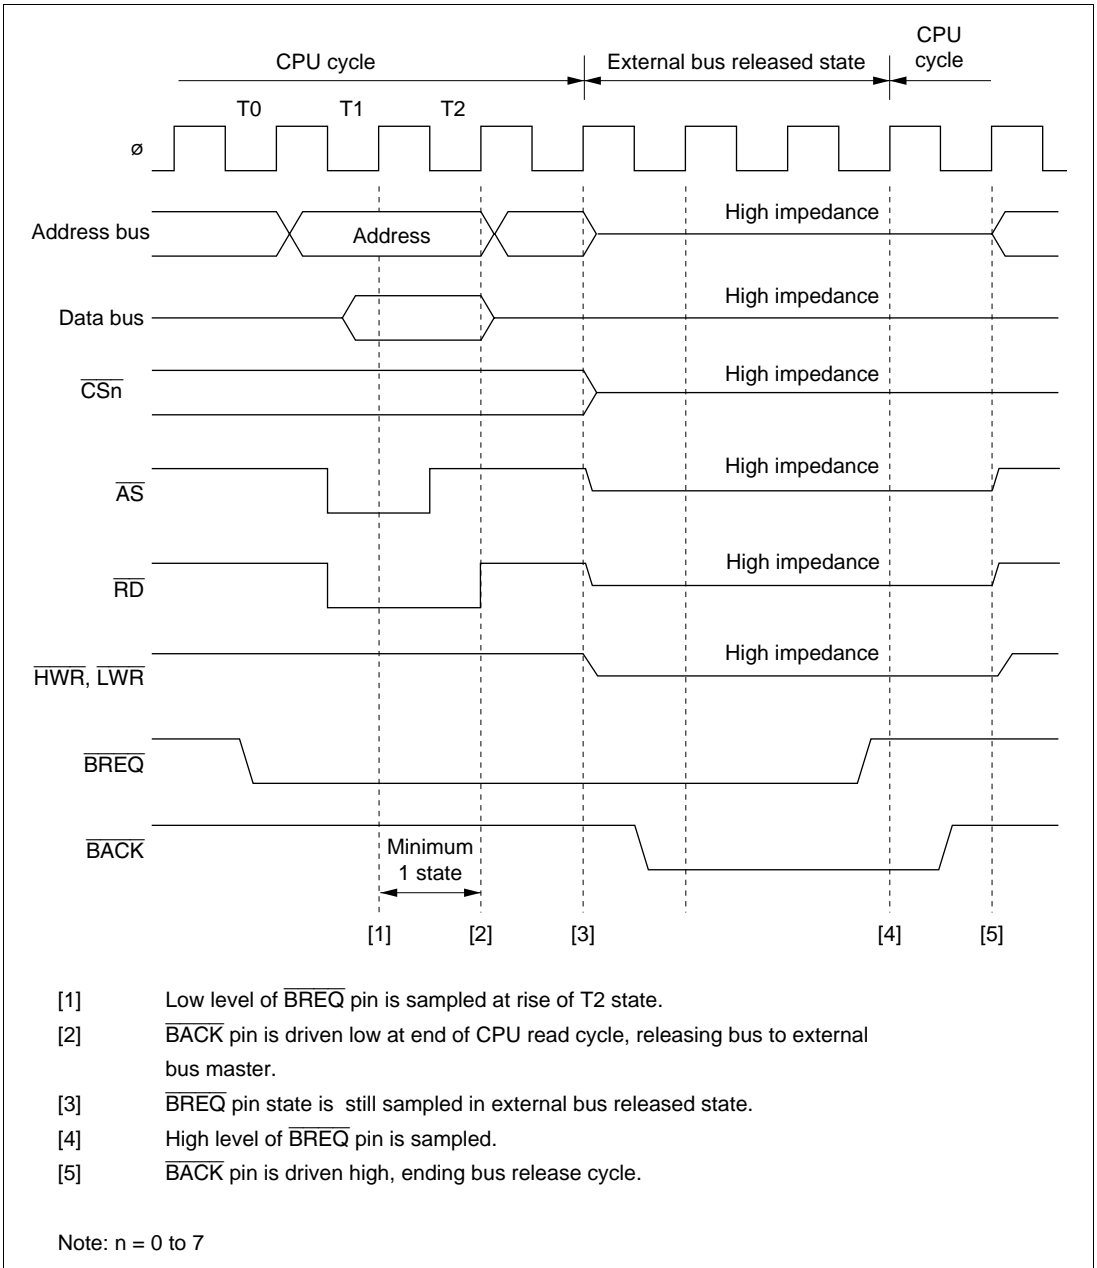 CPU cycle
External bus released state
CPU
cycle
T0 T1 T2
ø
Address bus
Address
High impedance
Data bus
High impedance
CSn
High impedance
AS
High impedance
RD
High impedance
HWR, LWR
High impedance
BREQ
BACK
Minimum
1 state
[1] [2] [3] [4] [5]
[1] Low level of BREQ pin is sampled at rise of T2 state.
[2] BACK pin is driven low at end of CPU read cycle, releasing bus to external
bus master.
[3] BREQ pin state is still sampled in external bus released state.
[4] High level of BREQ pin is sampled.
[5] BACK pin is driven high, ending bus release cycle.
Note: n = 0 to 7